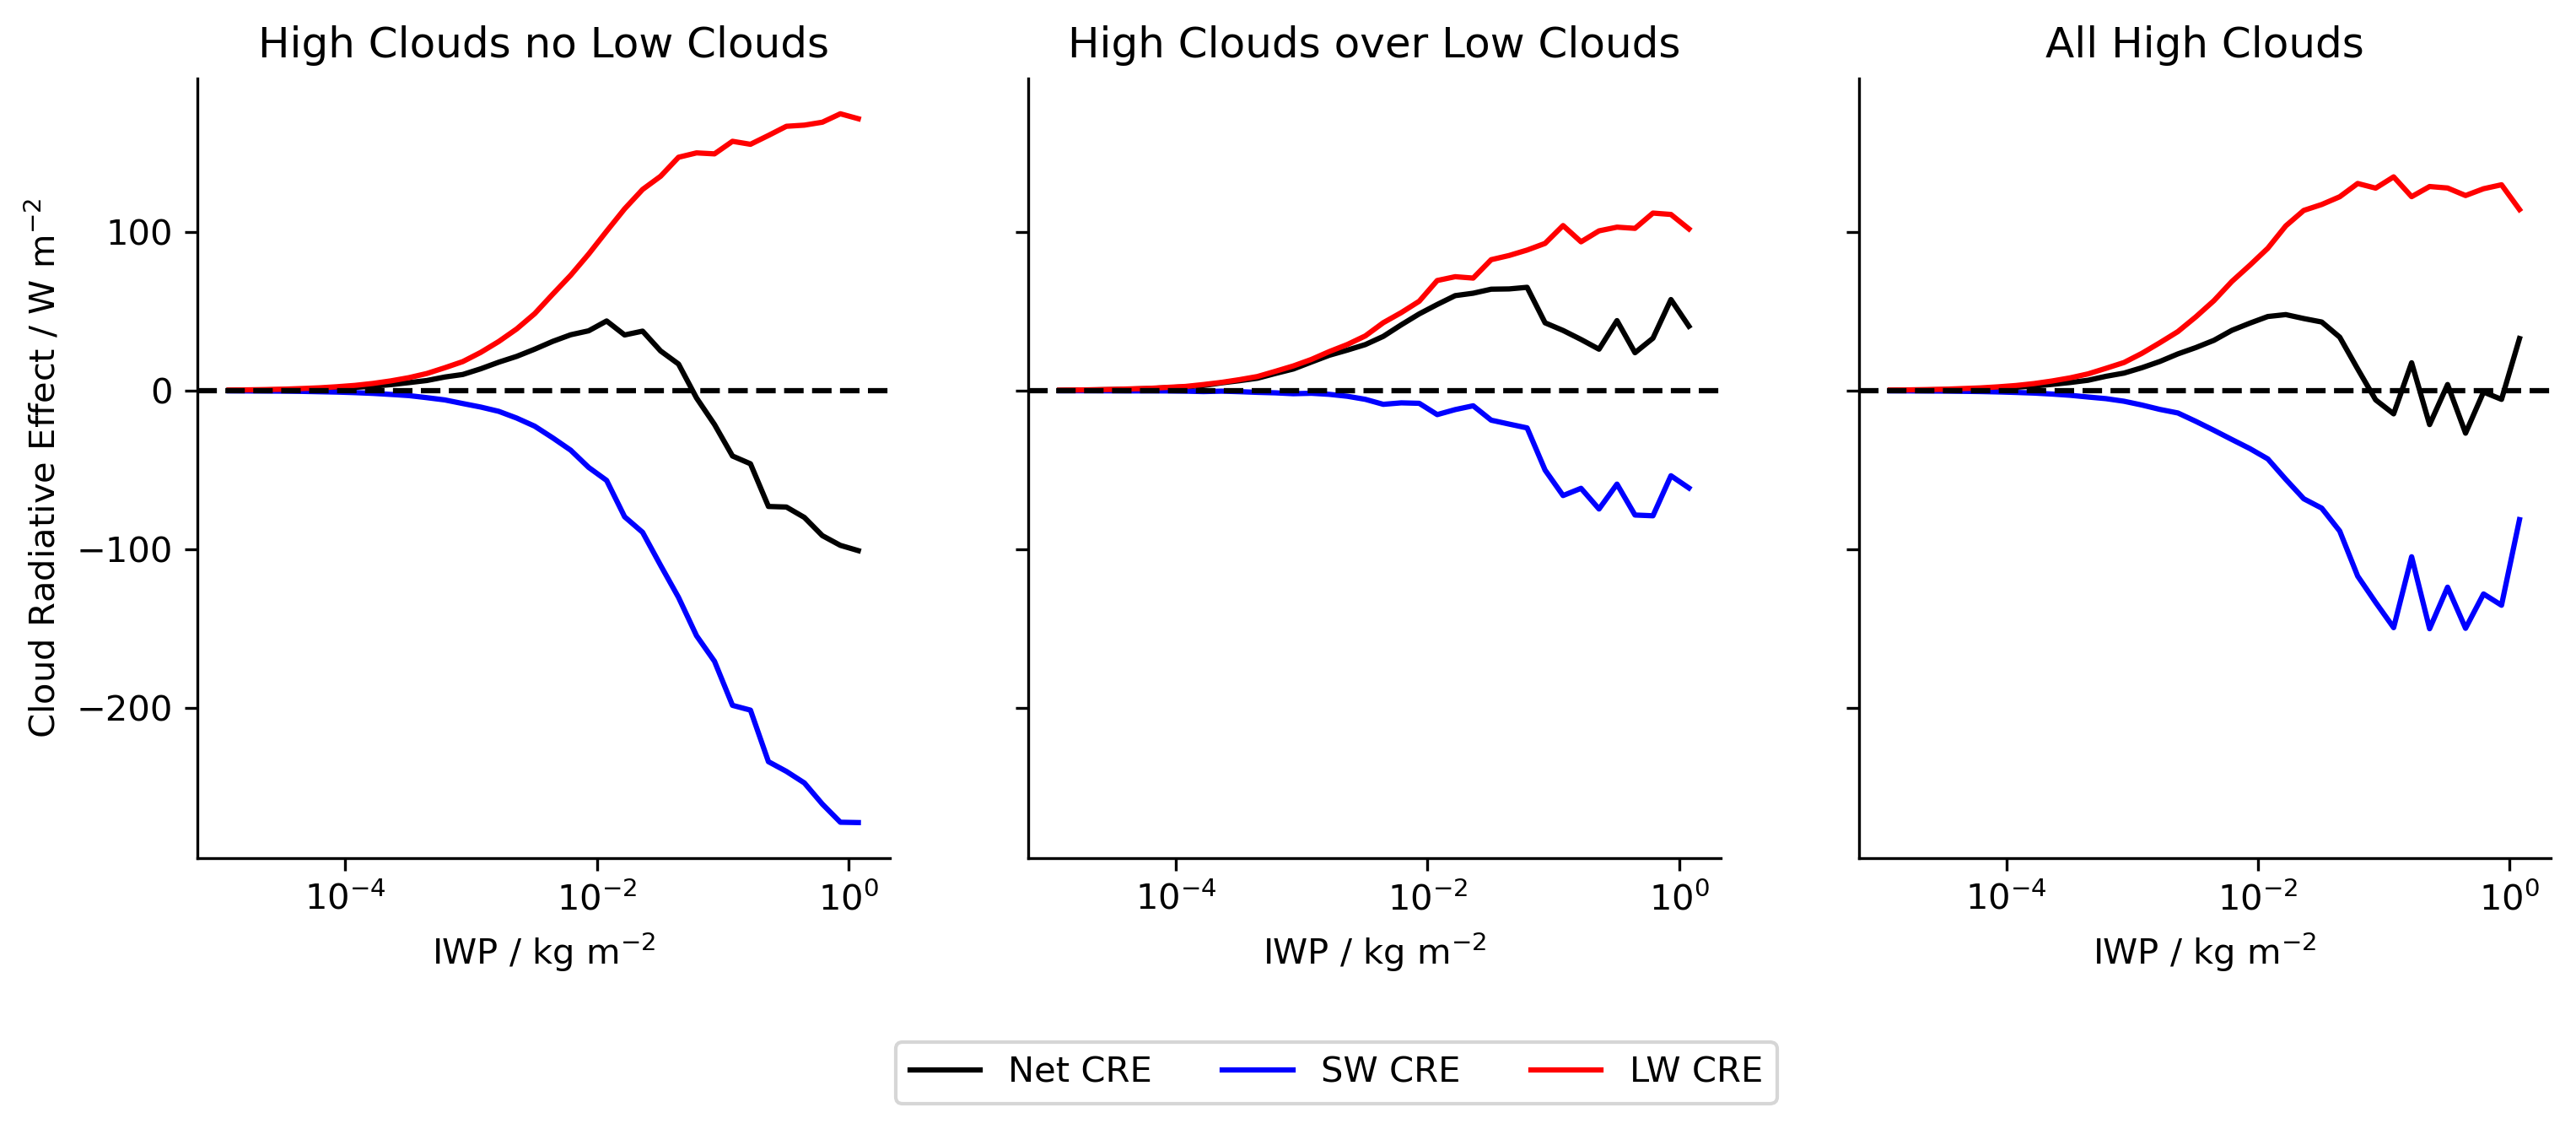 High Clouds no Low Clouds
High Clouds over Low Clouds
All High Clouds
Cloud Radiative Effect / W m⁻²
100
0
−100
−200
10⁻⁴ 10⁻² 10⁰
10⁻⁴ 10⁻² 10⁰
10⁻⁴ 10⁻² 10⁰
IWP / kg m⁻²
IWP / kg m⁻²
IWP / kg m⁻²
Net CRE SW CRE LW CRE